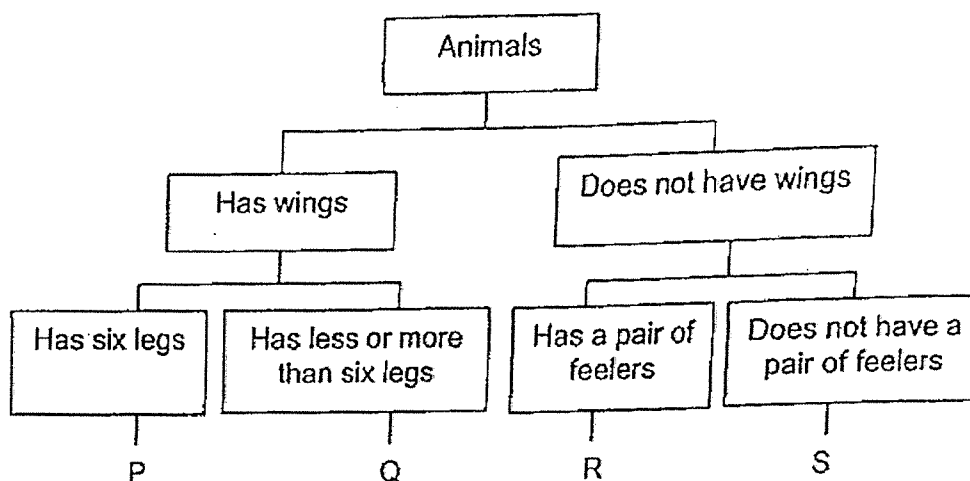 Animals
Has wings
Does not have wings
Has six legs
Has less or more
than six legs
Has a pair of
feelers
Does not have a
pair of feelers
P
Q
R
S